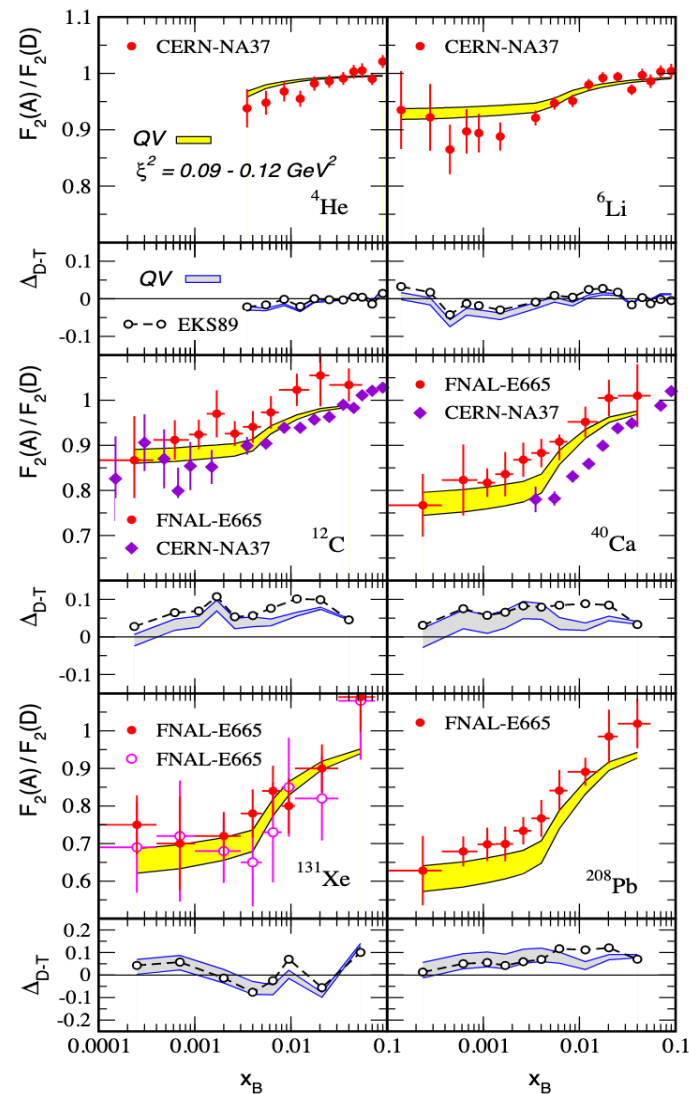 F₂(A) / F₂(D)
1.1
CERN-NA37
CERN-NA37
1
0.9
QV
ξ² = 0.09 - 0.12 GeV²
0.8
⁴He
⁶Li
Δ_D-T
0.1
QV
0
EKS89
-0.1
F₂(A) / F₂(D)
FNAL-E665
1
CERN-NA37
0.9
0.8
FNAL-E665
0.7
CERN-NA37
¹²C
⁴⁰Ca
Δ_D-T
0.1
0
-0.1
F₂(A) / F₂(D)
FNAL-E665
FNAL-E665
1
FNAL-E665
0.9
0.8
0.7
0.6
¹³¹Xe
²⁰⁸Pb
Δ_D-T
0.2
0.1
0
-0.1
-0.2
0.0001 0.001 0.01 0.1 0.001 0.01 0.1
x_B x_B